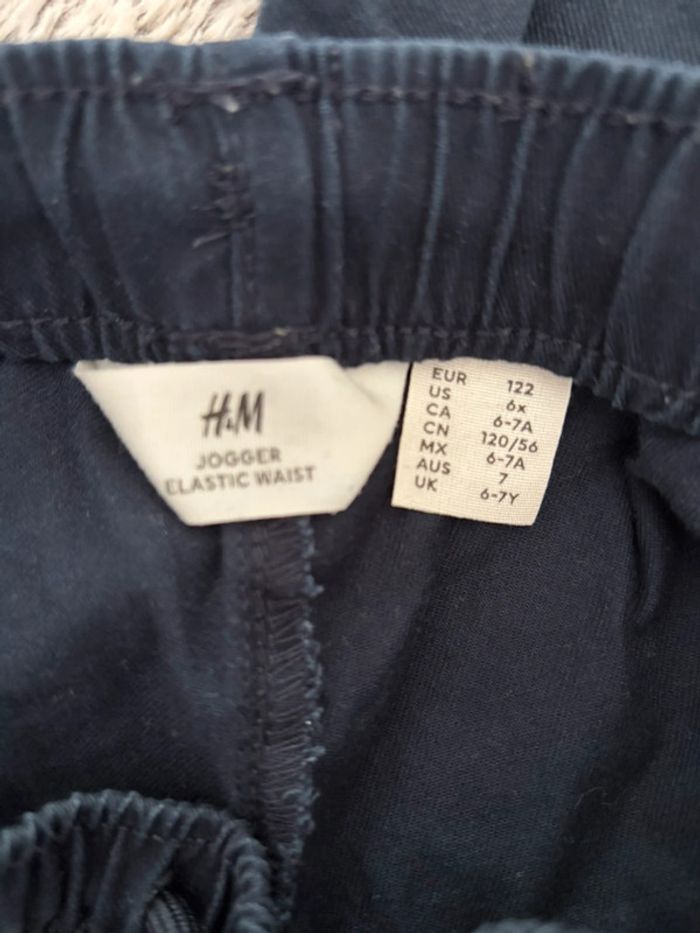 H&M
JOGGER
ELASTIC WAIST
EUR 122
US 6x
CA 6-7A
CN 120/56
MX 6-7A
AUS 7
UK 6-7Y